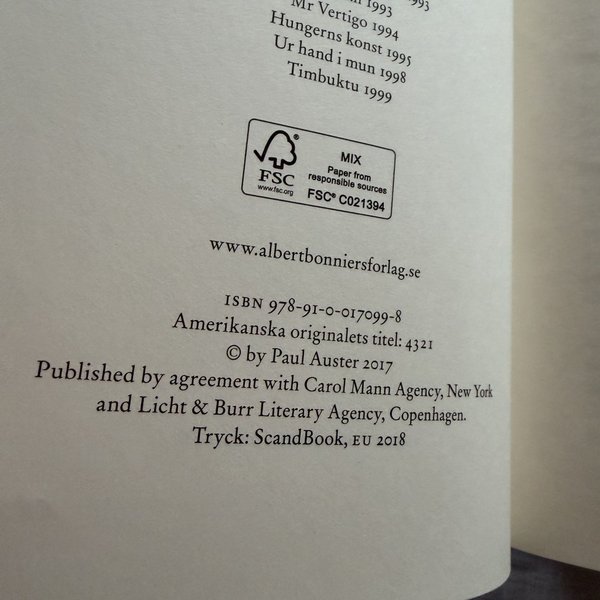 1993
1993
Mr Vertigo 1994
Hungerns konst 1995
Ur hand i mun 1998
Timbuktu 1999
FSC
www.fsc.org
MIX
Paper from
responsible sources
FSC® C021394
www.albertbonniersforlag.se
ISBN 978-91-0-017099-8
Amerikanska originalets titel: 4321
© by Paul Auster 2017
Published by agreement with Carol Mann Agency, New York
and Licht & Burr Literary Agency, Copenhagen.
Tryck: ScandBook, EU 2018